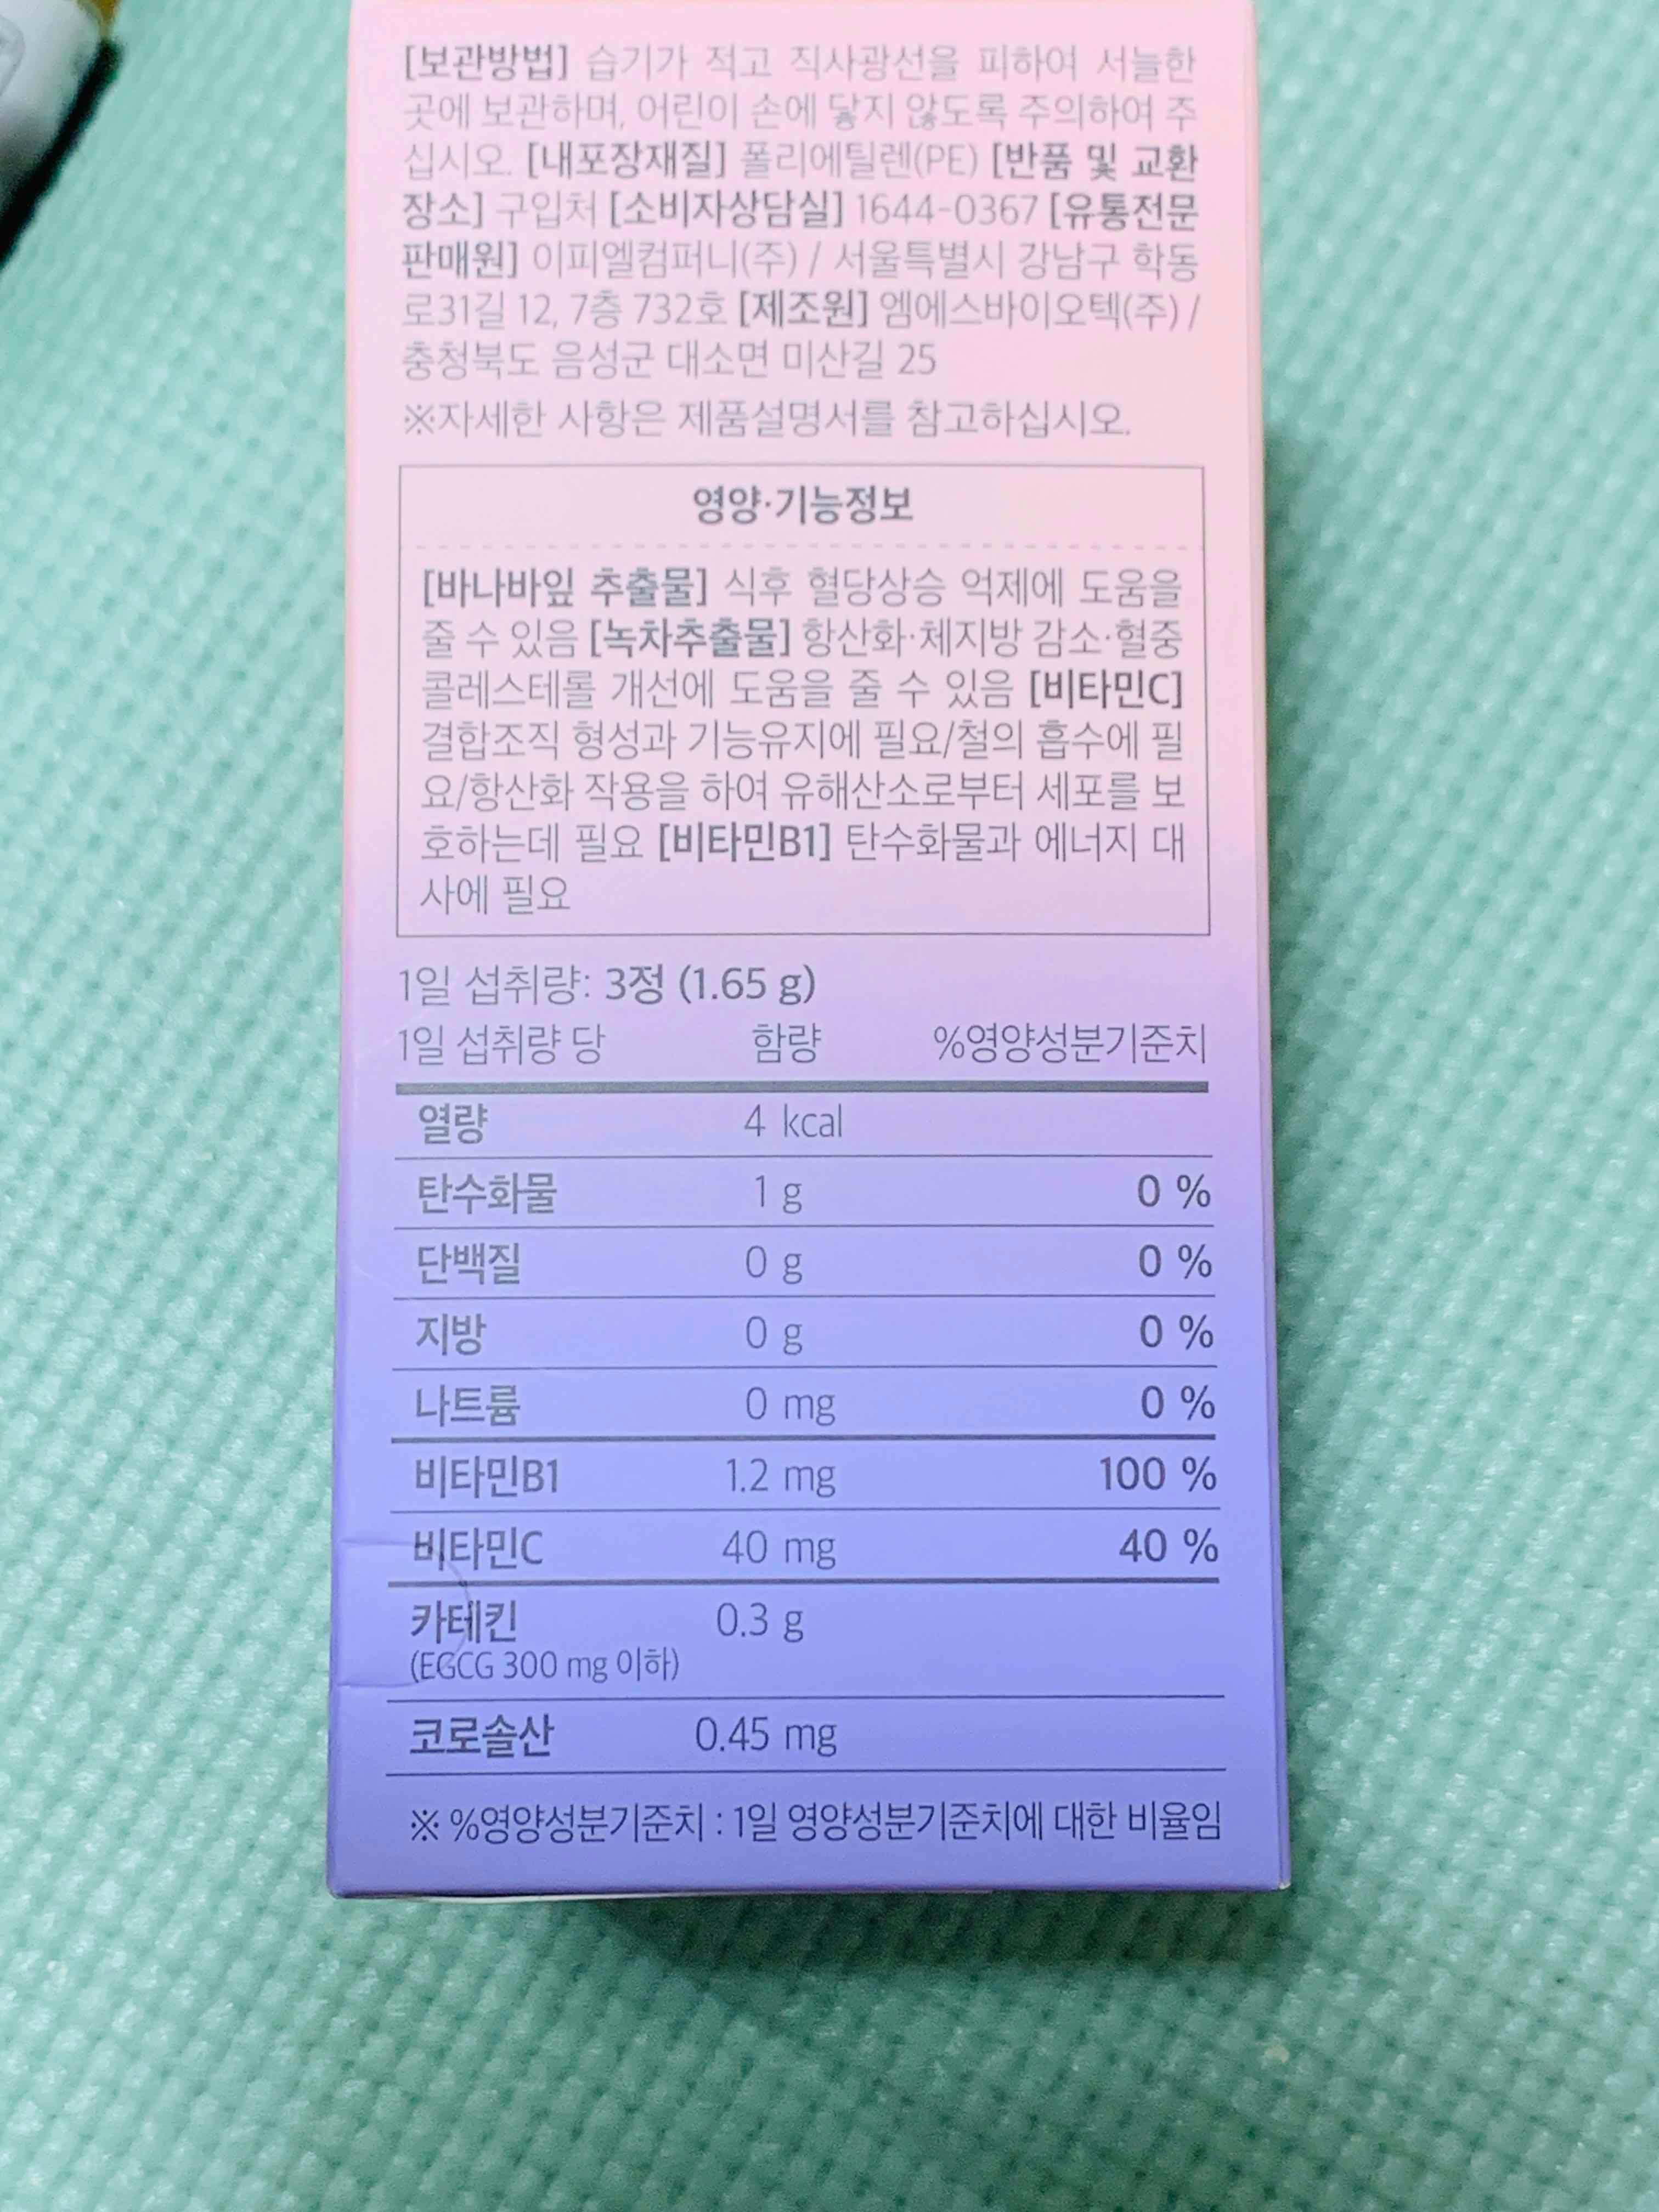 [보관방법] 습기가 적고 직사광선을 피하여 서늘한
곳에 보관하며, 어린이 손에 닿지 않도록 주의하여 주
십시오. [내포장재질] 폴리에틸렌(PE) [반품 및 교환
장소] 구입처 [소비자상담실] 1644-0367 [유통전문
판매원] 이피엘컴퍼니(주) / 서울특별시 강남구 학동
로31길 12, 7층 732호 [제조원] 엠에스바이오텍(주) /
충청북도 음성군 대소면 미산길 25
※자세한 사항은 제품설명서를 참고하십시오.
영양·기능정보
[바나바잎 추출물] 식후 혈당상승 억제에 도움을
줄 수 있음 [녹차추출물] 항산화·체지방 감소·혈중
콜레스테롤 개선에 도움을 줄 수 있음 [비타민C]
결합조직 형성과 기능유지에 필요/철의 흡수에 필
요/항산화 작용을 하여 유해산소로부터 세포를 보
호하는데 필요 [비타민B1] 탄수화물과 에너지 대
사에 필요
1일 섭취량: 3정 (1.65 g)
1일 섭취량 당 함량 %영양성분기준치
열량 4 kcal
탄수화물 1 g 0 %
단백질 0 g 0 %
지방 0 g 0 %
나트륨 0 mg 0 %
비타민B1 1.2 mg 100 %
비타민C 40 mg 40 %
카테킨 0.3 g
(EGCG 300 mg 이하)
코로솔산 0.45 mg
※ %영양성분기준치 : 1일 영양성분기준치에 대한 비율임